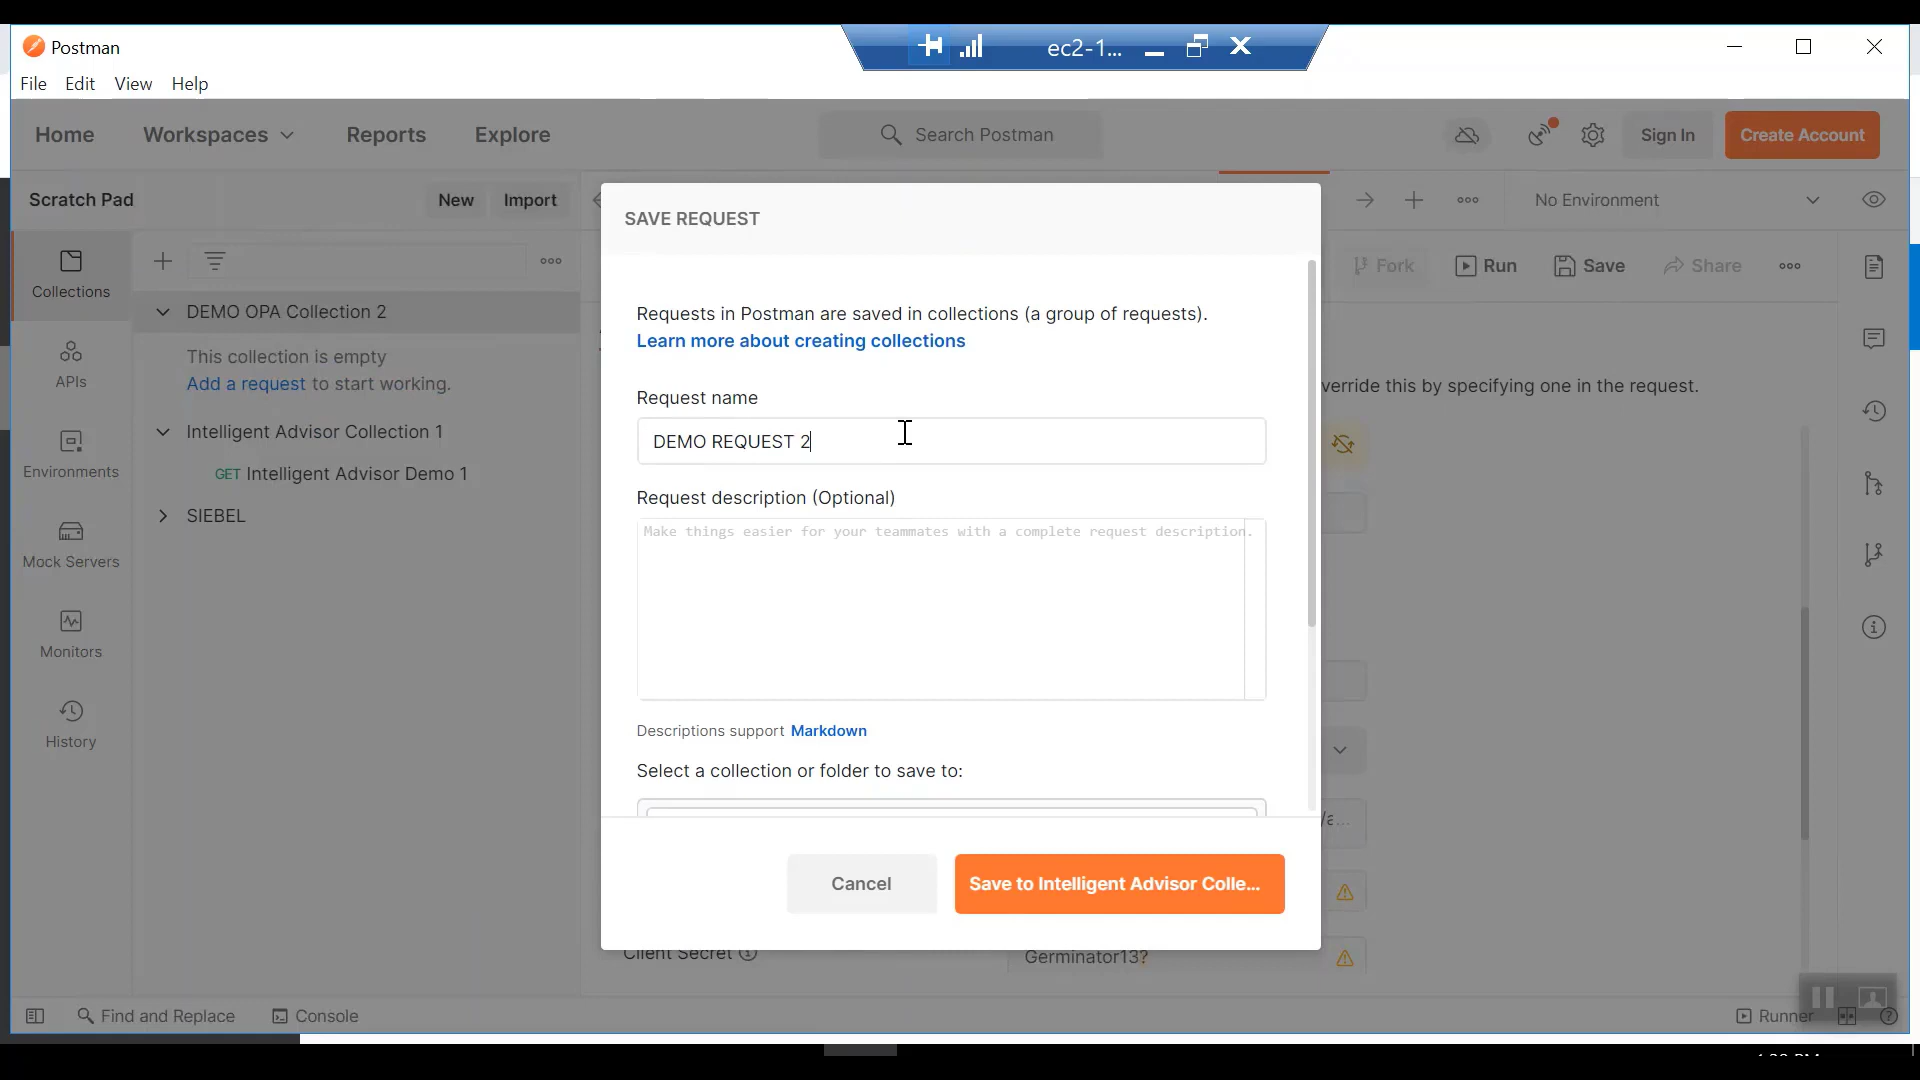 Postman
ec2-1...
File Edit View Help
Home Workspaces Reports Explore
Search Postman
Sign In
Create Account
Scratch Pad
New
Import
No Environment
Collections
APIs
Environments
Mock Servers
Monitors
History
DEMO OPA Collection 2
This collection is empty
Add a request to start working.
Intelligent Advisor Collection 1
GET Intelligent Advisor Demo 1
SIEBEL
Fork
Run
Save
Share
verride this by specifying one in the request.
SAVE REQUEST
Requests in Postman are saved in collections (a group of requests).
Learn more about creating collections
Request name
DEMO REQUEST 2
Request description (Optional)
Make things easier for your teammates with a complete request description.
Descriptions support Markdown
Select a collection or folder to save to:
/a...
Cancel
Save to Intelligent Advisor Colle...
Client Secret
Germinator13?
Find and Replace
Console
Runner